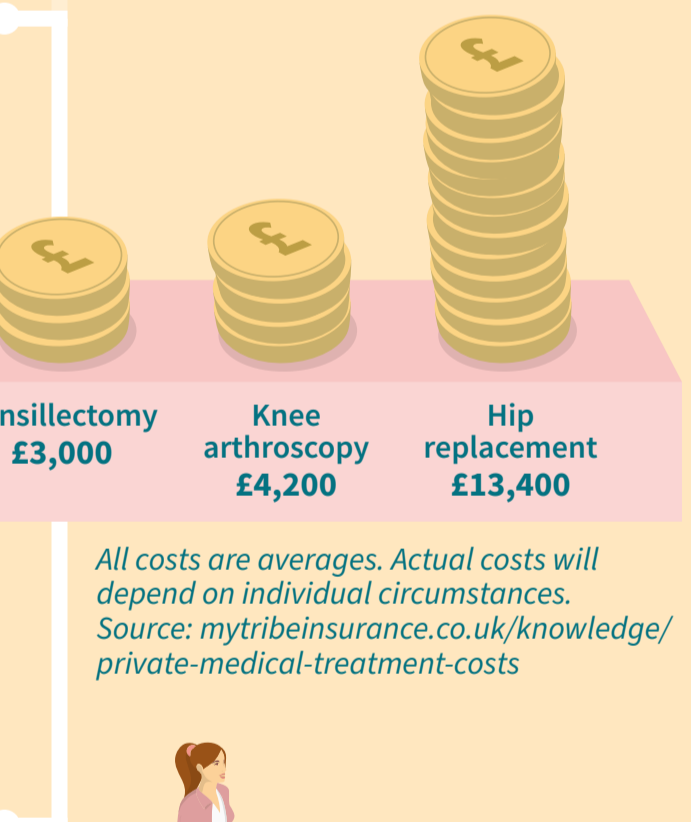 nsillectomy
£3,000
Knee
arthroscopy
£4,200
Hip
replacement
£13,400
All costs are averages. Actual costs will
depend on individual circumstances.
Source: mytribeinsurance.co.uk/knowledge/
private-medical-treatment-costs
£
£
£